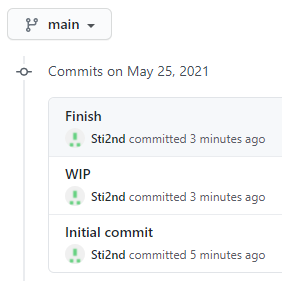 main
Commits on May 25, 2021
Finish
Sti2nd committed 3 minutes ago
WIP
Sti2nd committed 3 minutes ago
Initial commit
Sti2nd committed 5 minutes ago